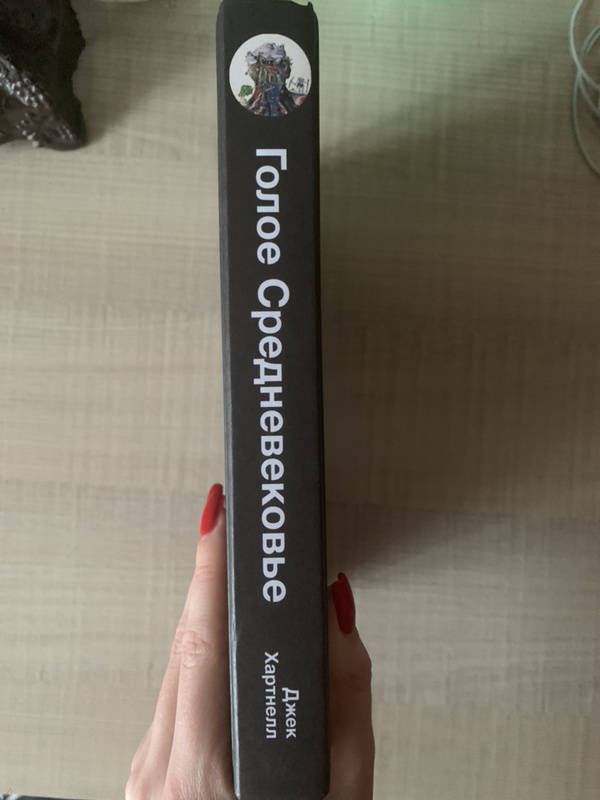 Голое Средневековье
Джек
Хартнелл